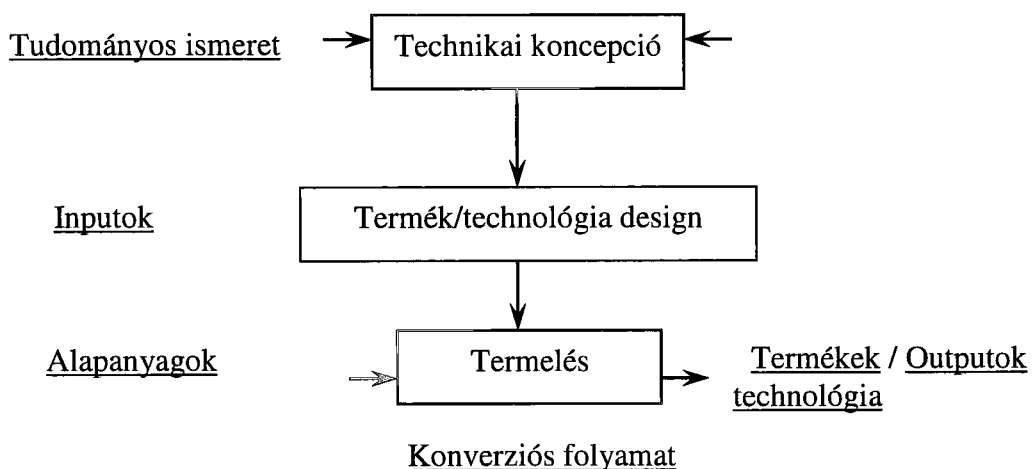 Tudományos ismeret
Technikai koncepció
Inputok
Termék/technológia design
Alapanyagok
Termelés
Termékek / Outputok
technológia
Konverziós folyamat